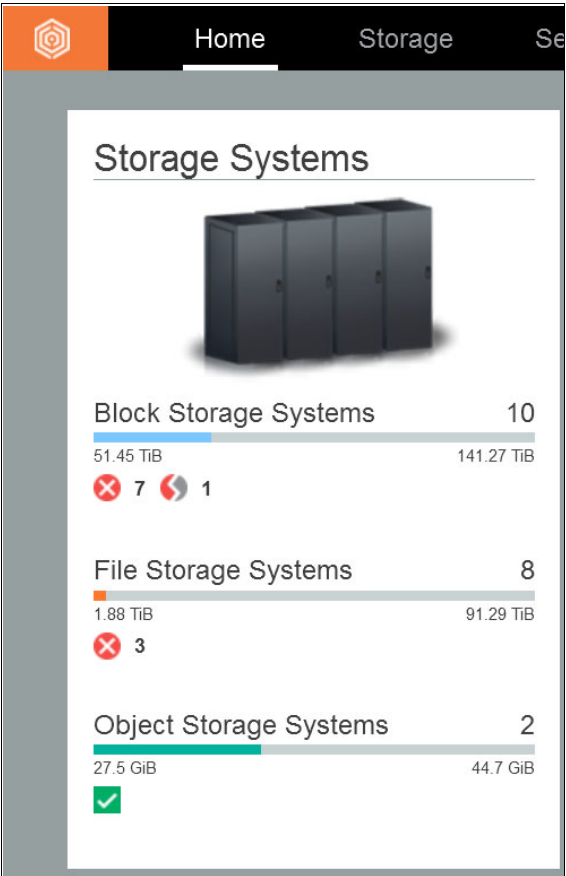 Home Storage Se
Storage Systems
Block Storage Systems 10
51.45 TiB 141.27 TiB
7 1
File Storage Systems 8
1.88 TiB 91.29 TiB
3
Object Storage Systems 2
27.5 GiB 44.7 GiB